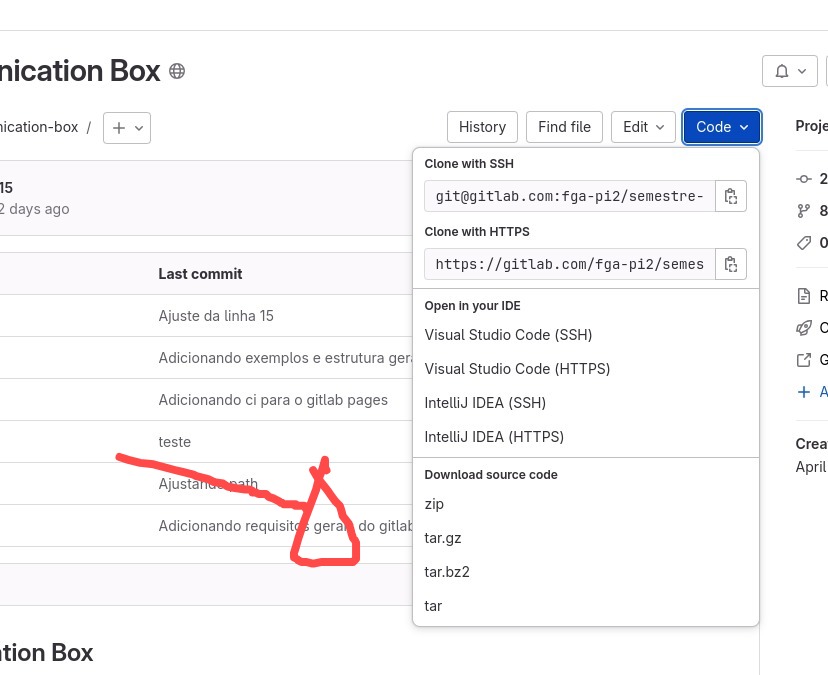 nication Box
nication-box /
History
Find file
Edit
Code
Proje
15
2 days ago
Clone with SSH
git@gitlab.com:fga-pi2/semestre-
Clone with HTTPS
https://gitlab.com/fga-pi2/semes
Open in your IDE
Visual Studio Code (SSH)
Visual Studio Code (HTTPS)
IntelliJ IDEA (SSH)
IntelliJ IDEA (HTTPS)
Download source code
zip
tar.gz
tar.bz2
tar
Last commit
Ajuste da linha 15
Adicionando exemplos e estrutura gera
Adicionando ci para o gitlab pages
teste
Ajustando path
Adicionando requisitos gerais do gitlab
2
8
0
R
C
G
A
Crea
April
ation Box